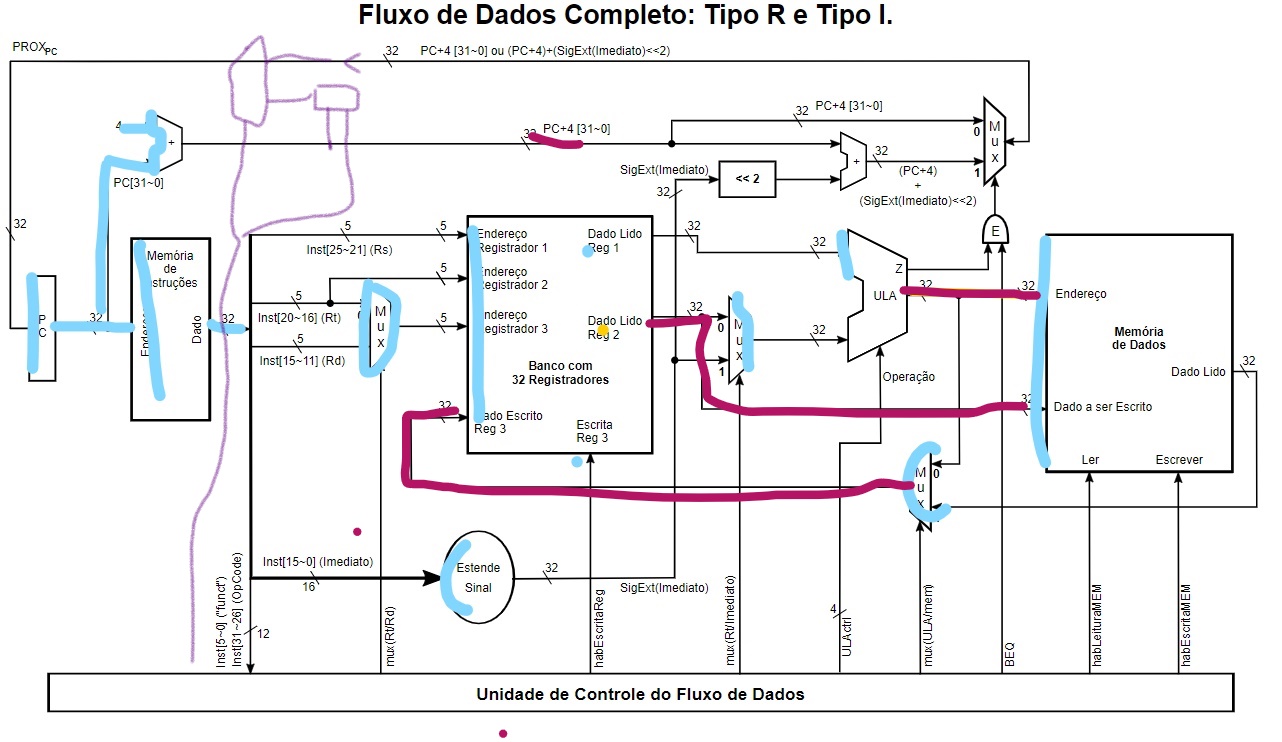 Fluxo de Dados Completo: Tipo R e Tipo I.
PROX PC
32
PC+4 [31~0] ou (PC+4)+(SigExt(Imediato)<<2)
4
+
PC[31~0]
32
PC+4 [31~0]
32
PC+4 [31~0]
0
Mux
1
SigExt(Imediato)
32
<< 2
+
32
(PC+4)
+
(SigExt(Imediato)<<2)
E
32
PC
32
Memória
de
Dado
32
5
Inst[25~21] (Rs)
5
5
Inst[20~16] (Rt)
5
5
Inst[15~11] (Rd)
5
Mux
Endereço
Registrador 1
Endereço
Registrador 2
Endereço
Registrador 3
Banco com
32 Registradores
32
Reg 3
Escrita
Reg 3
Dado Lido
Reg 1
Dado Lido
Reg 2
32
32
0
Mux
1
32
32
Z
ULA
Operação
32
32
32
Endereço
Memória
de Dados
Dado Lido
32
Dado a ser Escrito
Ler
Escrever
0
Mux
Inst[15~0] (Imediato)
16
Estende
Sinal
32
SigExt(Imediato)
Inst[5~0] ("funct")
Inst[31~26] (OpCode)
12
mux(Rt/Rd)
habEscritaReg
mux(Rt/Imediato)
4
ULActrl
mux(ULA/mem)
BEQ
habLeituraMEM
habEscritaMEM
Unidade de Controle do Fluxo de Dados